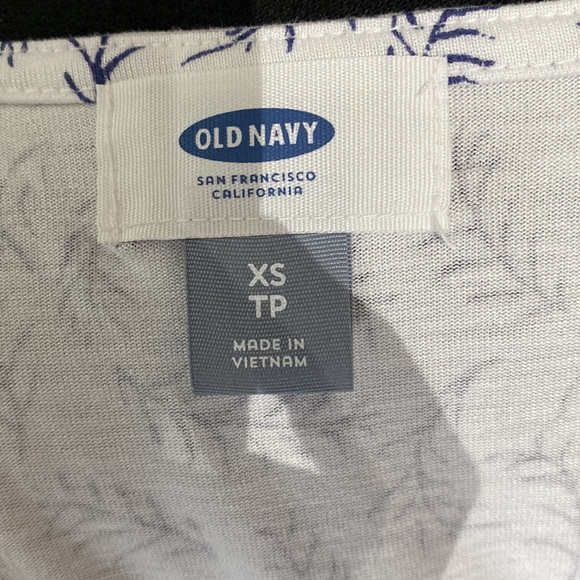 OLD NAVY
SAN FRANCISCO
CALIFORNIA
XS
TP
MADE IN
VIETNAM